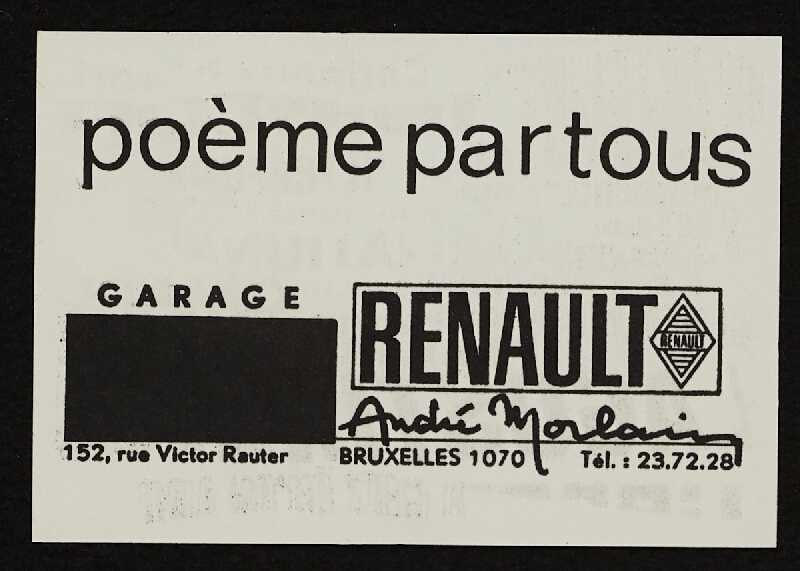 poème par tous
GARAGE
RENAULT
RENAULT
André Morlain
152, rue Victor Rauter BRUXELLES 1070 Tél. : 23.72.28